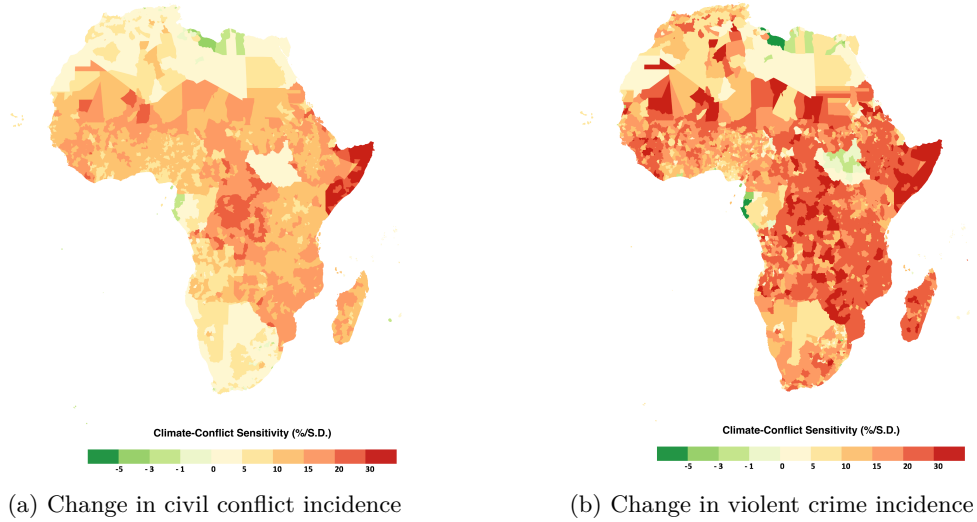 Climate-Conflict Sensitivity (%/S.D.)
-5 - 3 - 1 0 5 10 15 20 30
(a) Change in civil conflict incidence
Climate-Conflict Sensitivity (%/S.D.)
-5 - 3 - 1 0 5 10 15 20 30
(b) Change in violent crime incidence